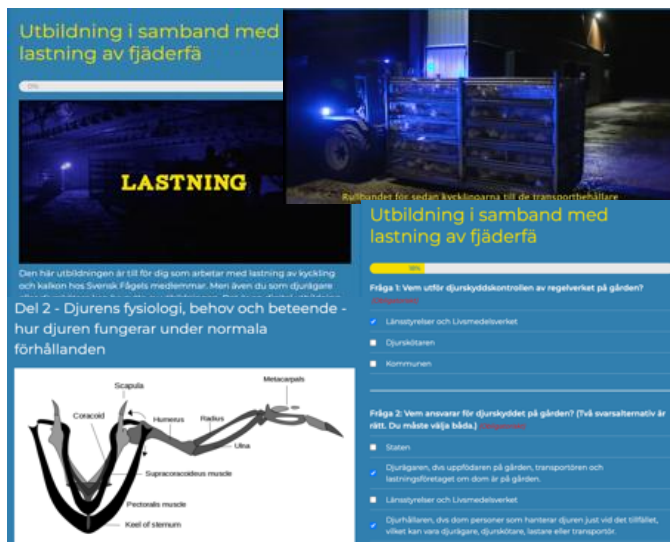 Utbildning i samband med
lastning av fjäderfä
LASTNING
Den här utbildningen är till för dig som arbetar med lastning av kyckling
och kalkon hos Svensk Fågels medlemmar. Men även du som djurägare
Del 2 - Djurens fysiologi, behov och beteende -
hur djuren fungerar under normala
förhållanden
Scapula
Metacarpals
Coracoid
Humerus
Radius
Ulna
Supracoracoideus muscle
Pectoralis muscle
Keel of sternum
Rullbandet för sedan kycklingarna till de transportbehållare
Utbildning i samband med
lastning av fjäderfä
Fråga 1: Vem utför djurskyddskontrollen av regelverket på gården?
Länsstyrelser och Livsmedelsverket
Djurskötaren
Kommunen
Fråga 2: Vem ansvarar för djurskyddet på gården? (Två svarsalternativ är
rätt. Du måste välja båda.)
Staten
Djurägaren, dvs uppfödaren på gården, transportören och
lastningsföretaget om dom är på gården.
Länsstyrelser och Livsmedelsverket
Djurhållaren, dvs dom personer som hanterar djuren just vid det tillfället,
vilket kan vara djurägare, djurskötare, lastare eller transportör.